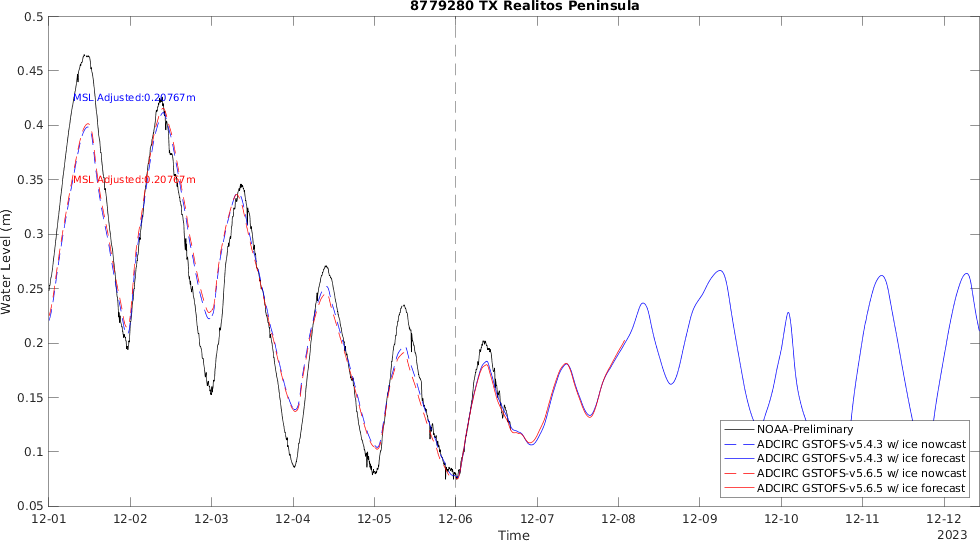 8779280 TX Realitos Peninsula
0.5
0.45
0.4
0.35
0.3
0.25
0.2
0.15
0.1
0.05
Water Level (m)
MSL Adjusted:0.20767m
MSL Adjusted:0.20767m
NOAA-Preliminary
ADCIRC GSTOFS-v5.4.3 w/ ice nowcast
ADCIRC GSTOFS-v5.4.3 w/ ice forecast
ADCIRC GSTOFS-v5.6.5 w/ ice nowcast
ADCIRC GSTOFS-v5.6.5 w/ ice forecast
12-01 12-02 12-03 12-04 12-05 12-06 12-07 12-08 12-09 12-10 12-11 12-12
Time
2023